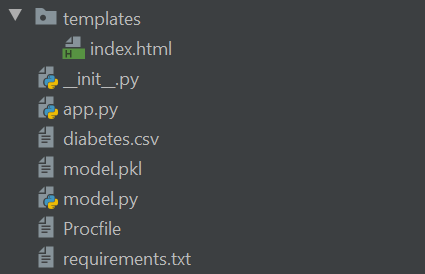 templates
index.html
__init__.py
app.py
diabetes.csv
model.pkl
model.py
Procfile
requirements.txt